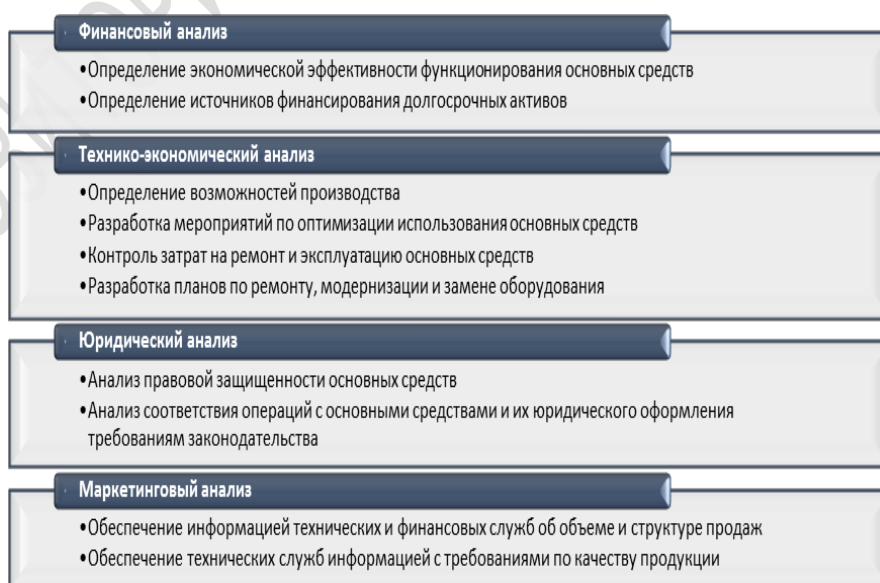 Финансовый анализ
•Определение экономической эффективности функционирования основных средств
•Определение источников финансирования долгосрочных активов
Технико-экономический анализ
•Определение возможностей производства
•Разработка мероприятий по оптимизации использования основных средств
•Контроль затрат на ремонт и эксплуатацию основных средств
•Разработка планов по ремонту, модернизации и замене оборудования
Юридический анализ
•Анализ правовой защищенности основных средств
•Анализ соответствия операций с основными средствами и их юридического оформления
требованиям законодательства
Маркетинговый анализ
•Обеспечение информацией технических и финансовых служб об объеме и структуре продаж
•Обеспечение технических служб информацией с требованиями по качеству продукции